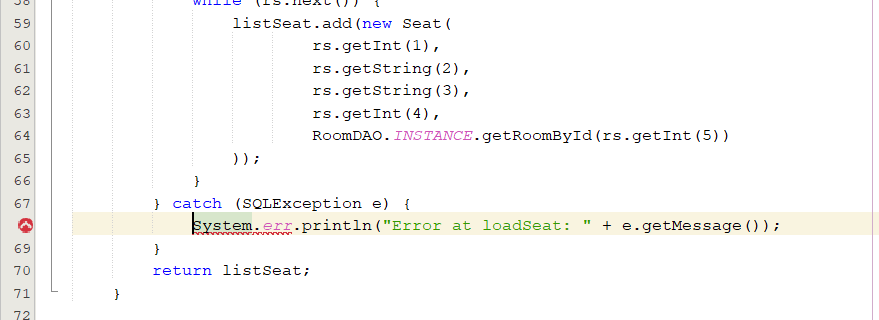 58 while (rs.next()) {
59 listSeat.add(new Seat(
60 rs.getInt(1),
61 rs.getString(2),
62 rs.getString(3),
63 rs.getInt(4),
64 RoomDAO.INSTANCE.getRoomById(rs.getInt(5))
65 ));
66 }
67 } catch (SQLException e) {
System.err.println("Error at loadSeat: " + e.getMessage());
69 }
70 return listSeat;
71 }
72